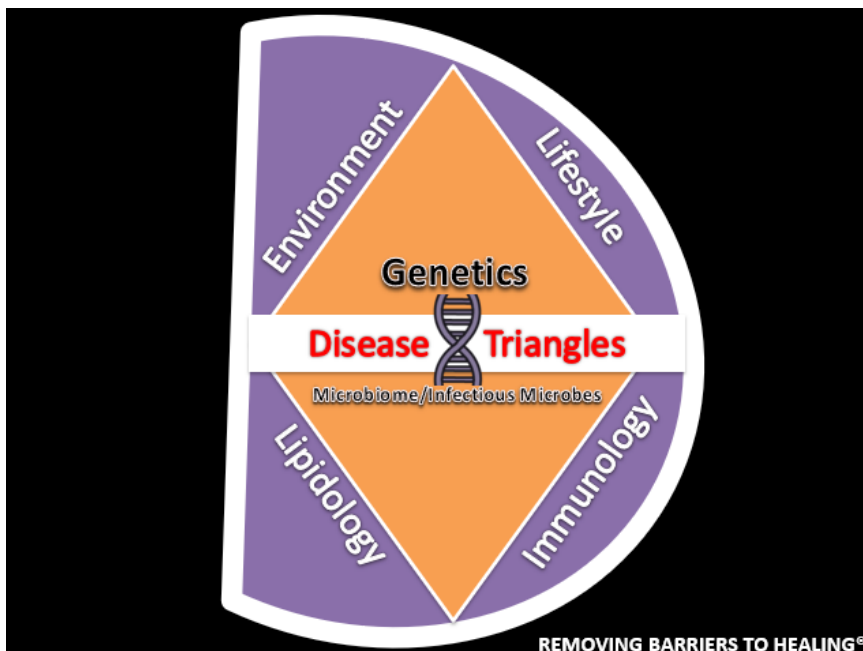 Environment
Lifestyle
Genetics
Disease Triangles
Microbiome/Infectious Microbes
Lipidology
Immunology
REMOVING BARRIERS TO HEALING©